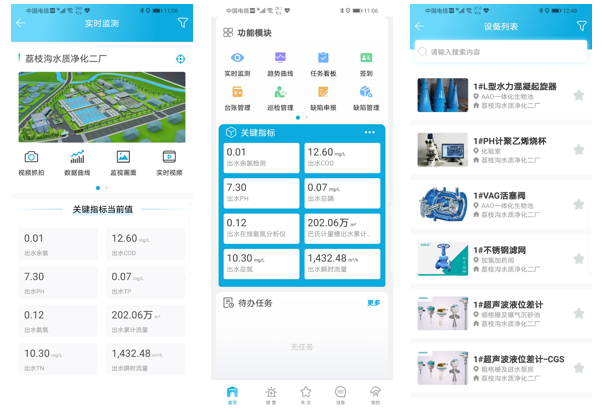 中国电信 11:06
实时监测
荔枝沟水质净化二厂
视频抓拍
数据曲线
监视画面
实时视频
关键指标当前值
0.01
出水余氯
12.60 mg/L
出水COD
7.30
出水PH
0.07 mg/L
出水TP
0.12
出水氨氮
202.06万 m³
出水累计流量
10.30 mg/L
出水TN
1,432.48 m³/h
出水瞬时流量
中国电信 11:06
功能模块
实时监测
趋势曲线
任务看板
签到
台账管理
巡检管理
缺陷申报
缺陷管理
关键指标
0.01
出水余氯检测
12.60 mg/L
出水COD
7.30
出水PH
0.07 mg/L
出水总磷
0.12
出水在线氨氮分析仪
202.06万 m³
巴氏计量槽出水累计...
10.30 mg/L
出水总氮
1,432.48 m³/h
出水瞬时流量
待办任务
更多
无任务
首页
关注
消息
我的
中国电信 12:48
设备列表
请输入搜索内容
1#L型水力混凝起旋器
AAO一体化生物池
荔枝沟水质净化二厂
1#PH计聚乙烯烧杯
化验室
荔枝沟水质净化二厂
1#VAG活塞阀
AAO一体化生物池
荔枝沟水质净化二厂
1#不锈钢滤网
加氯加药间
荔枝沟水质净化二厂
1#超声波液位差计
细格栅及曝气沉砂池
荔枝沟水质净化二厂
1#超声波液位差计-CGS
粗格栅及进水泵房
荔枝沟水质净化二厂